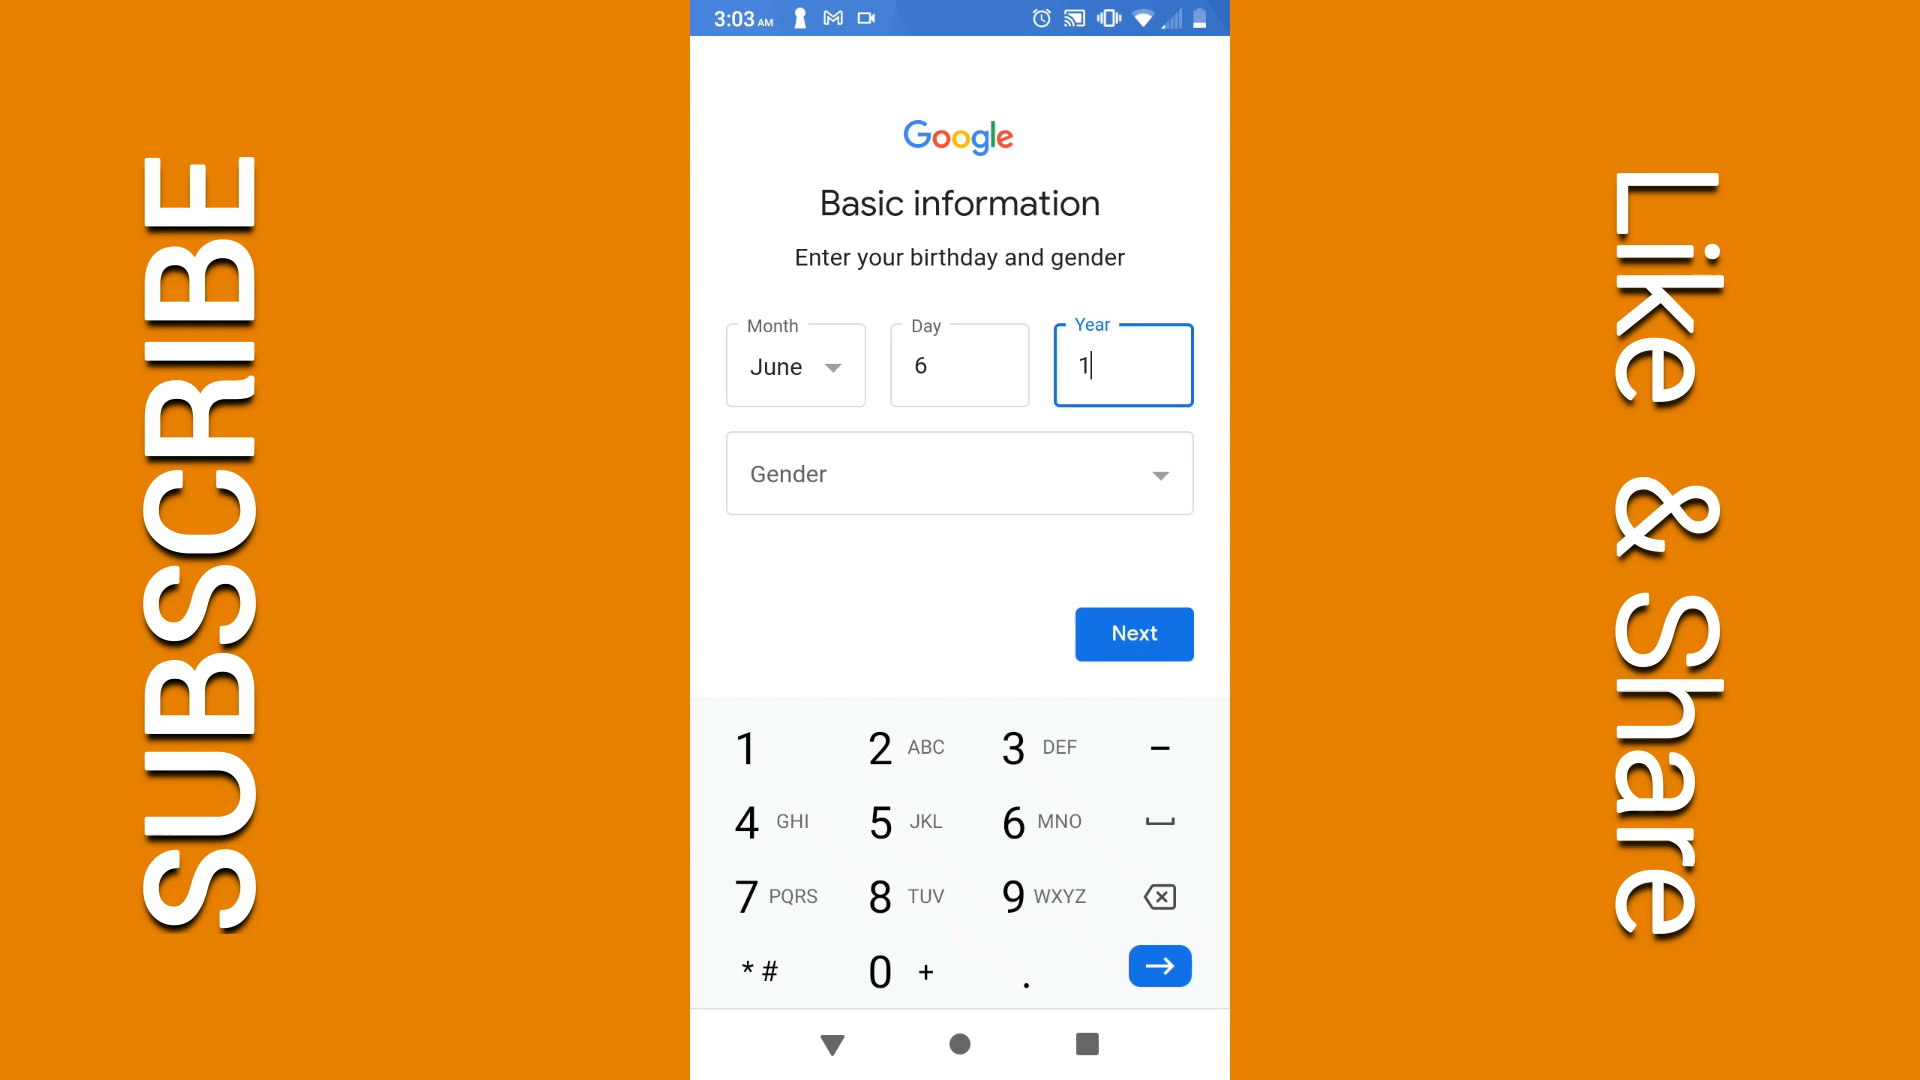 SUBSCRIBE
3:03 AM
Google
Basic information
Enter your birthday and gender
Month
Day
Year
June
6
1
Gender
Next
1
2 ABC
3 DEF
–
4 GHI
5 JKL
6 MNO
7 PQRS
8 TUV
9 WXYZ
* #
0 +
.
Like & Share